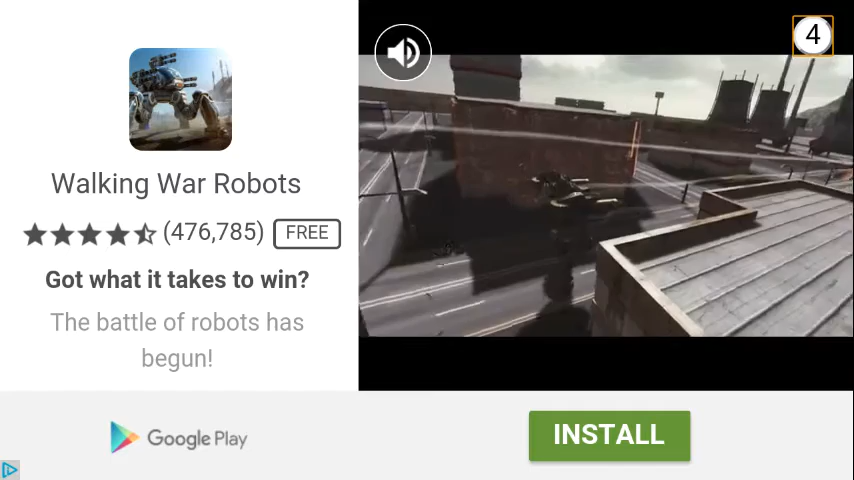 Walking War Robots
(476,785) FREE
Got what it takes to win?
The battle of robots has
begun!
4
Google Play
INSTALL